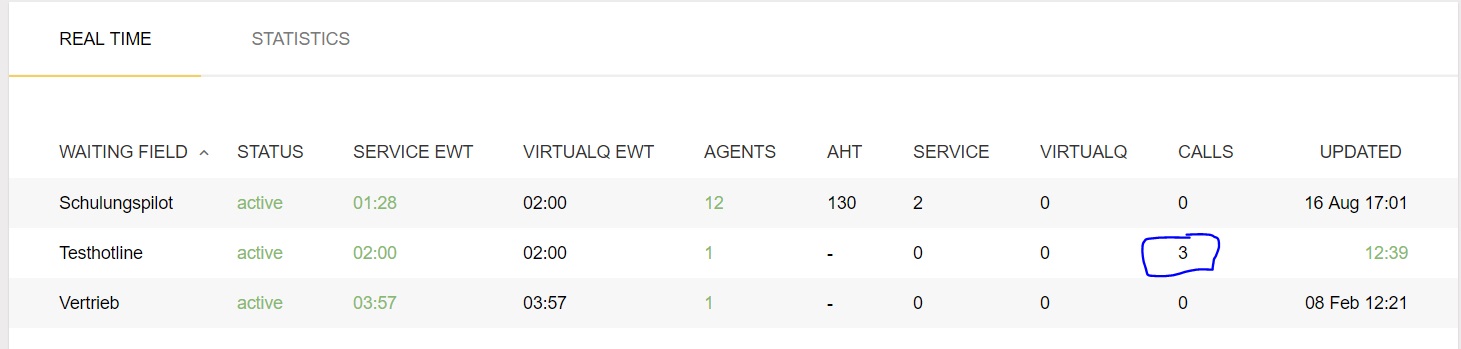 REAL TIME STATISTICS
WAITING FIELD STATUS SERVICE EWT VIRTUALQ EWT AGENTS AHT SERVICE VIRTUALQ CALLS UPDATED
Schulungspilot active 01:28 02:00 12 130 2 0 0 16 Aug 17:01
Testhotline active 02:00 02:00 1 - 0 0 3 12:39
Vertrieb active 03:57 03:57 1 - 0 0 0 08 Feb 12:21